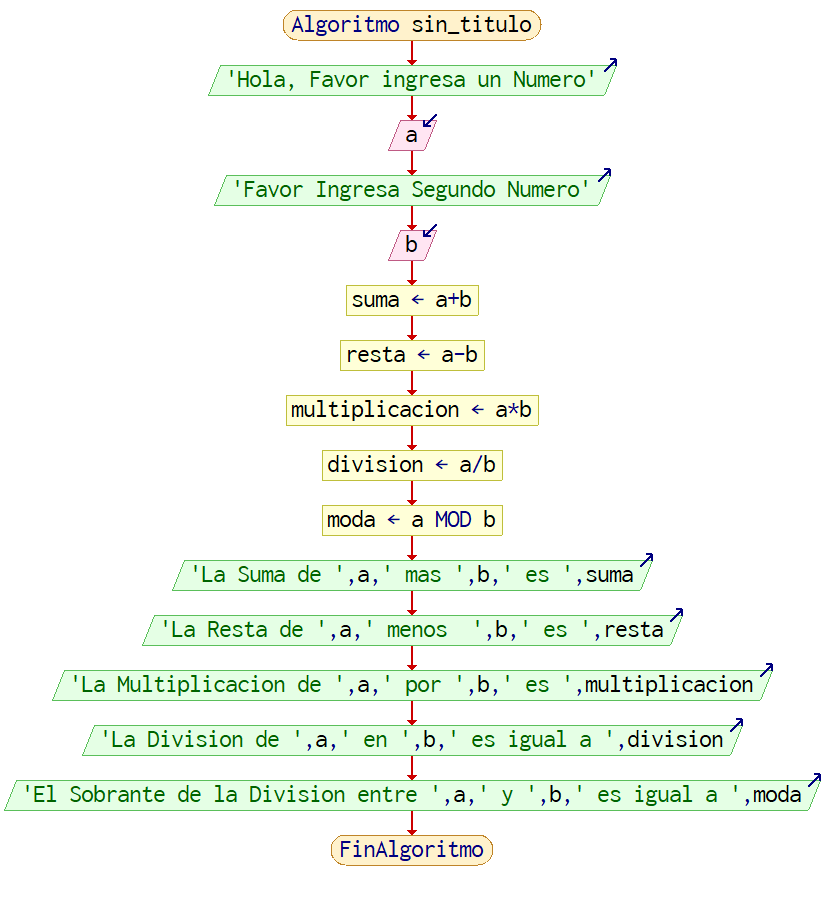 Algoritmo sin_titulo
'Hola, Favor ingresa un Numero'
a
'Favor Ingresa Segundo Numero'
b
suma ← a+b
resta ← a-b
multiplicacion ← a*b
division ← a/b
moda ← a MOD b
'La Suma de ',a,' mas ',b,' es ',suma
'La Resta de ',a,' menos  ',b,' es ',resta
'La Multiplicacion de ',a,' por ',b,' es ',multiplicacion
'La Division de ',a,' en ',b,' es igual a ',division
'El Sobrante de la Division entre ',a,' y ',b,' es igual a ',moda
FinAlgoritmo